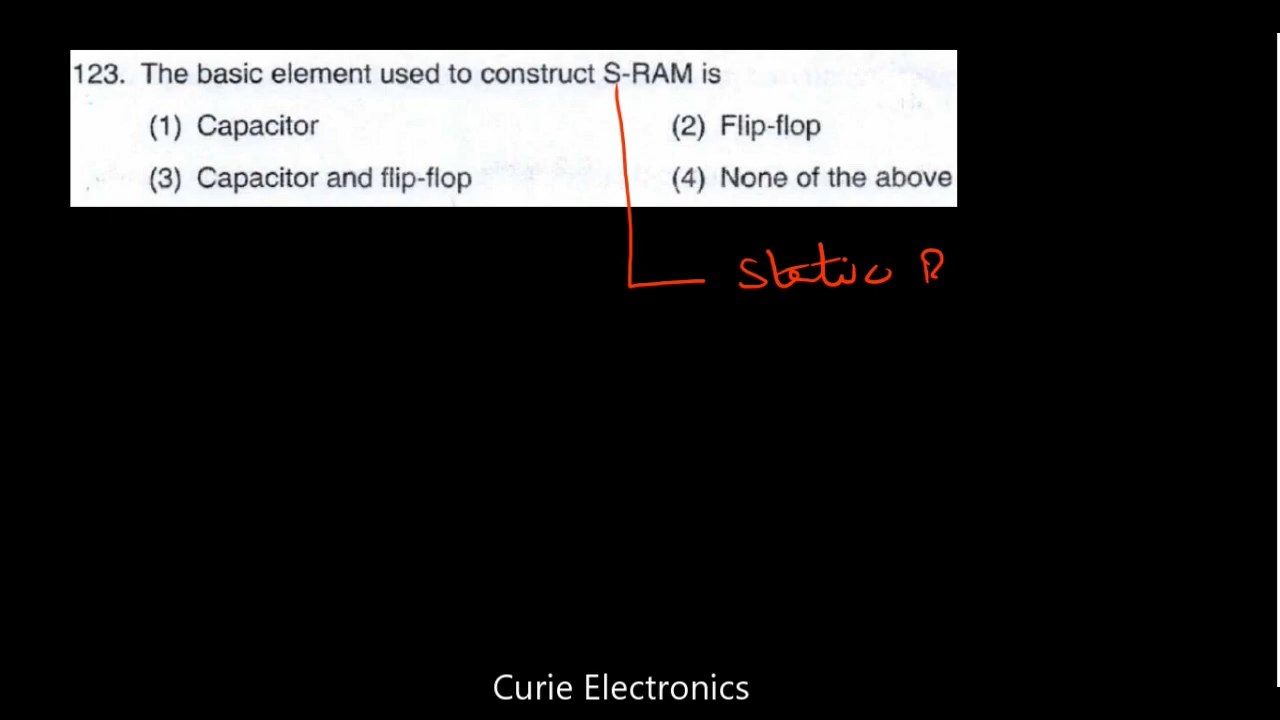 123. The basic element used to construct S-RAM is
(1) Capacitor (2) Flip-flop
(3) Capacitor and flip-flop (4) None of the above
Static R
Curie Electronics